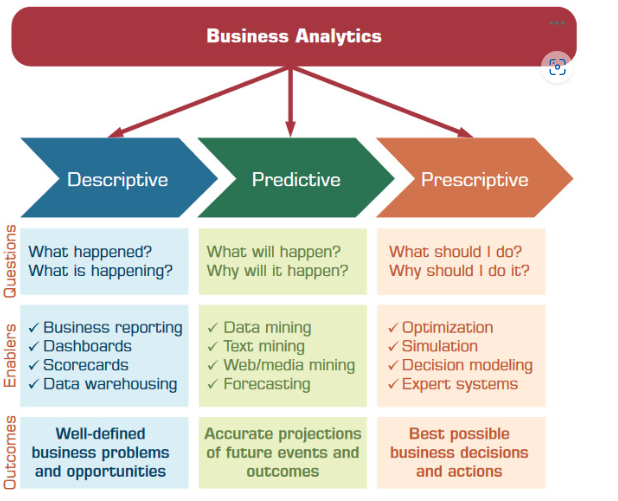 Business Analytics
Descriptive
Predictive
Prescriptive
Questions
What happened?
What is happening?
What will happen?
Why will it happen?
What should I do?
Why should I do it?
Enablers
✓ Business reporting
✓ Dashboards
✓ Scorecards
✓ Data warehousing
✓ Data mining
✓ Text mining
✓ Web/media mining
✓ Forecasting
✓ Optimization
✓ Simulation
✓ Decision modeling
✓ Expert systems
Outcomes
Well-defined
business problems
and opportunities
Accurate projections
of future events and
outcomes
Best possible
business decisions
and actions